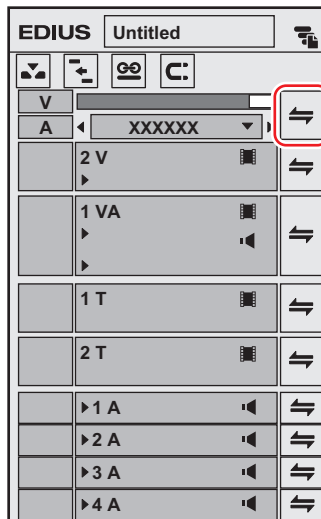 EDIUS Untitled
V
A XXXXXX
2 V
1 VA
1 T
2 T
1 A
2 A
3 A
4 A